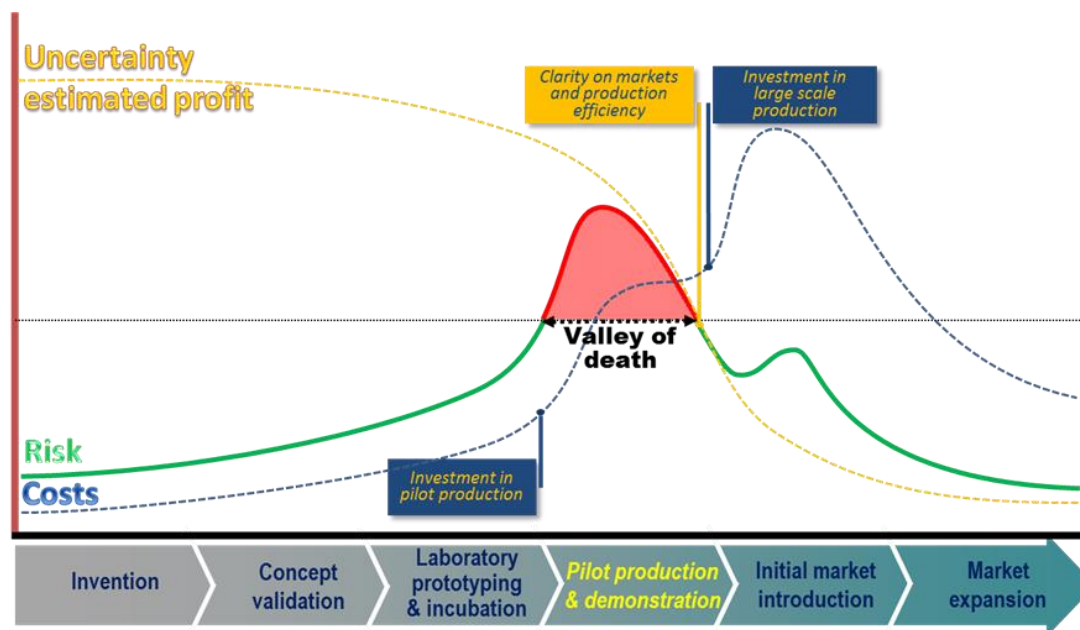 Uncertainty
estimated profit
Clarity on markets
and production
efficiency
Investment in
large scale
production
Valley of
death
Risk
Costs
Investment in
pilot production
Invention
Concept
validation
Laboratory
prototyping
& incubation
Pilot production
& demonstration
Initial market
introduction
Market
expansion